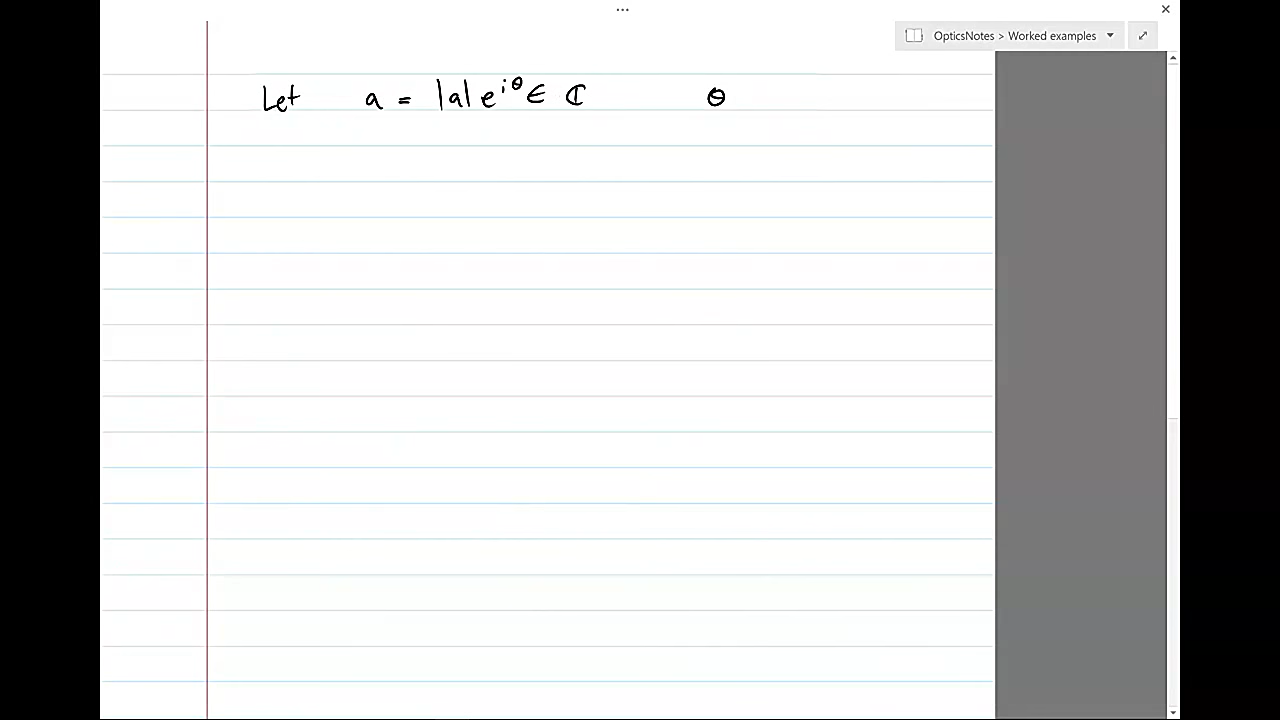 ...
OpticsNotes > Worked examples
Let a = |a| e^{iθ} ∈ ℂ θ